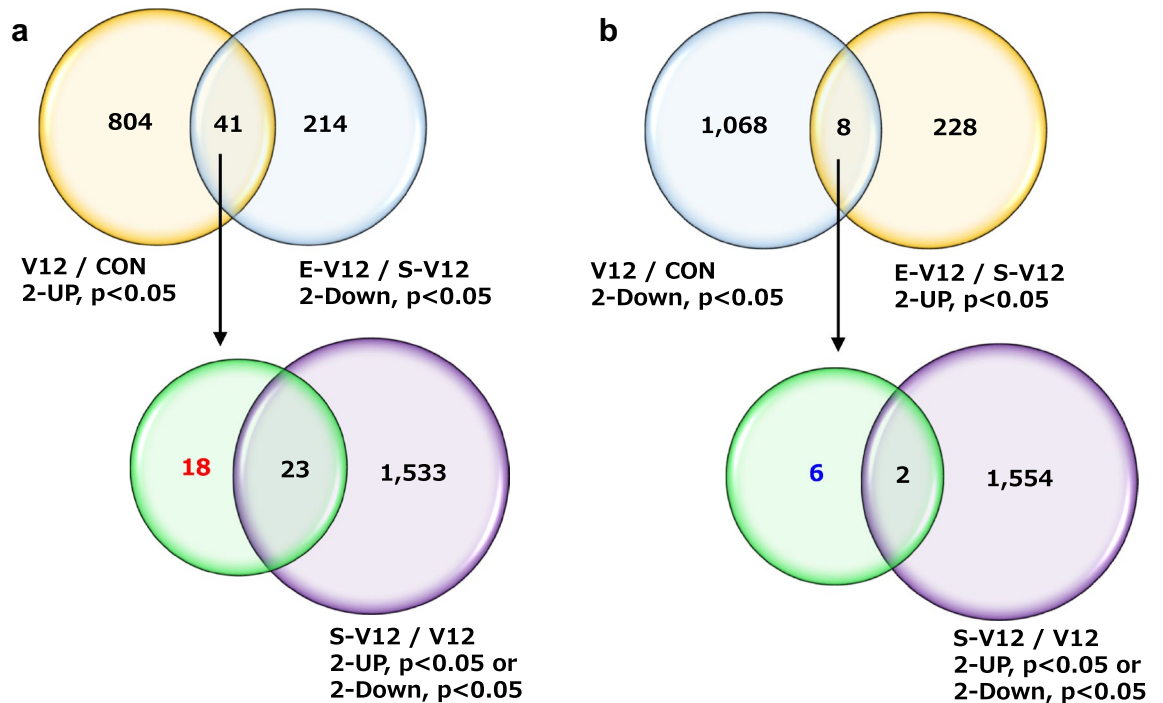 a
804
41
214
V12 / CON
2-UP, p<0.05
E-V12 / S-V12
2-Down, p<0.05
18
23
1,533
S-V12 / V12
2-UP, p<0.05 or
2-Down, p<0.05
b
1,068
8
228
V12 / CON
2-Down, p<0.05
E-V12 / S-V12
2-UP, p<0.05
6
2
1,554
S-V12 / V12
2-UP, p<0.05 or
2-Down, p<0.05